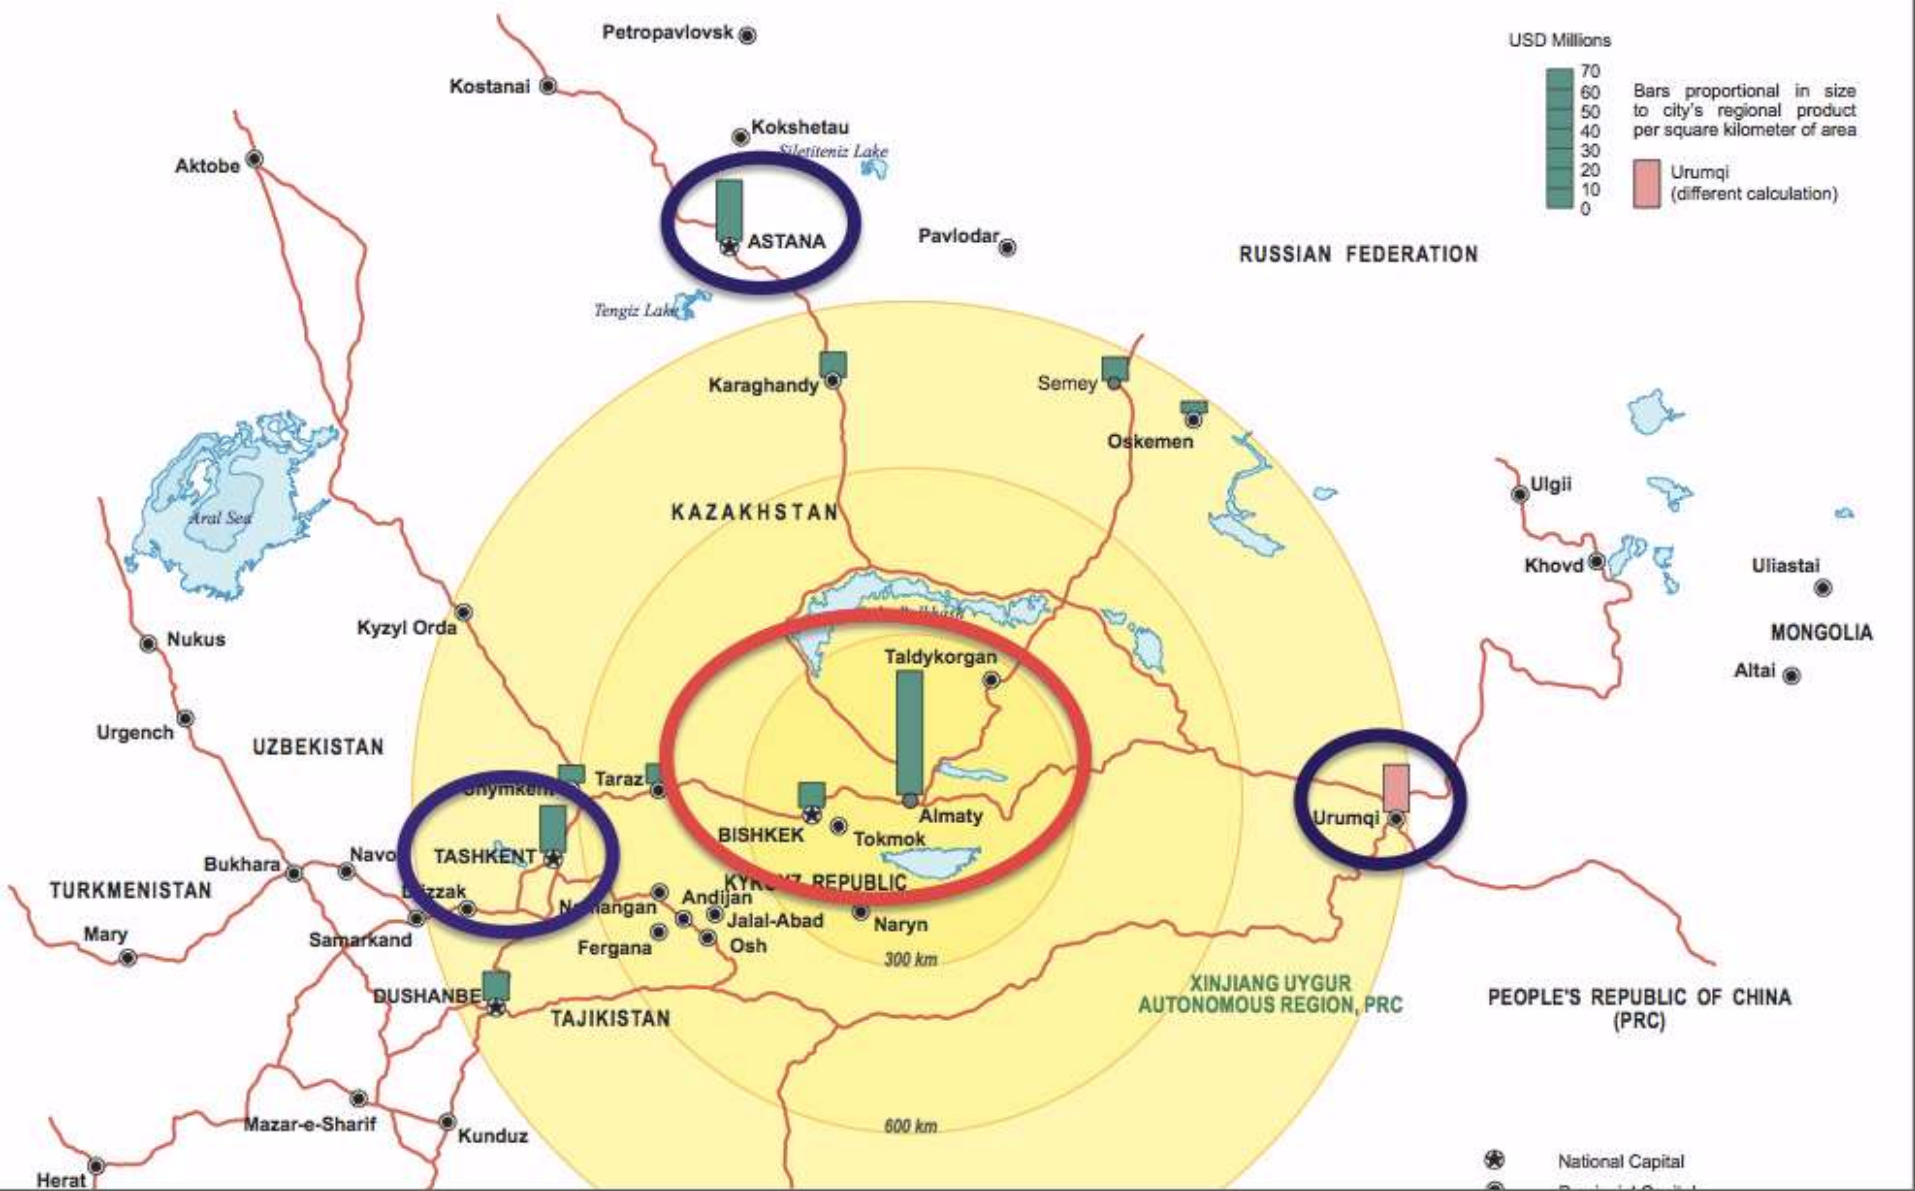 Petropavlovsk
Kostanai
Kokshetau
Siletiteniz Lake
Aktobe
ASTANA
Pavlodar
Tengiz Lake
USD Millions
70
60
50
40
30
20
10
0
Bars proportional in size
to city's regional product
per square kilometer of area
Urumqi
(different calculation)
RUSSIAN FEDERATION
Karaghandy
Semey
Oskemen
KAZAKHSTAN
Aral Sea
Ulgii
Khovd
Uliastai
MONGOLIA
Altai
Kyzyl Orda
Nukus
Urgench
UZBEKISTAN
Taldykorgan
Taraz
BISHKEK
Tokmok
Almaty
Urumqi
TASHKENT
Bukhara
TURKMENISTAN
Mary
Samarkand
KYRGYZ REPUBLIC
Andijan
Jalal-Abad
Fergana
Osh
Naryn
300 km
DUSHANBE
TAJIKISTAN
XINJIANG UYGUR
AUTONOMOUS REGION, PRC
PEOPLE'S REPUBLIC OF CHINA
(PRC)
Mazar-e-Sharif
Kunduz
600 km
Herat
National Capital